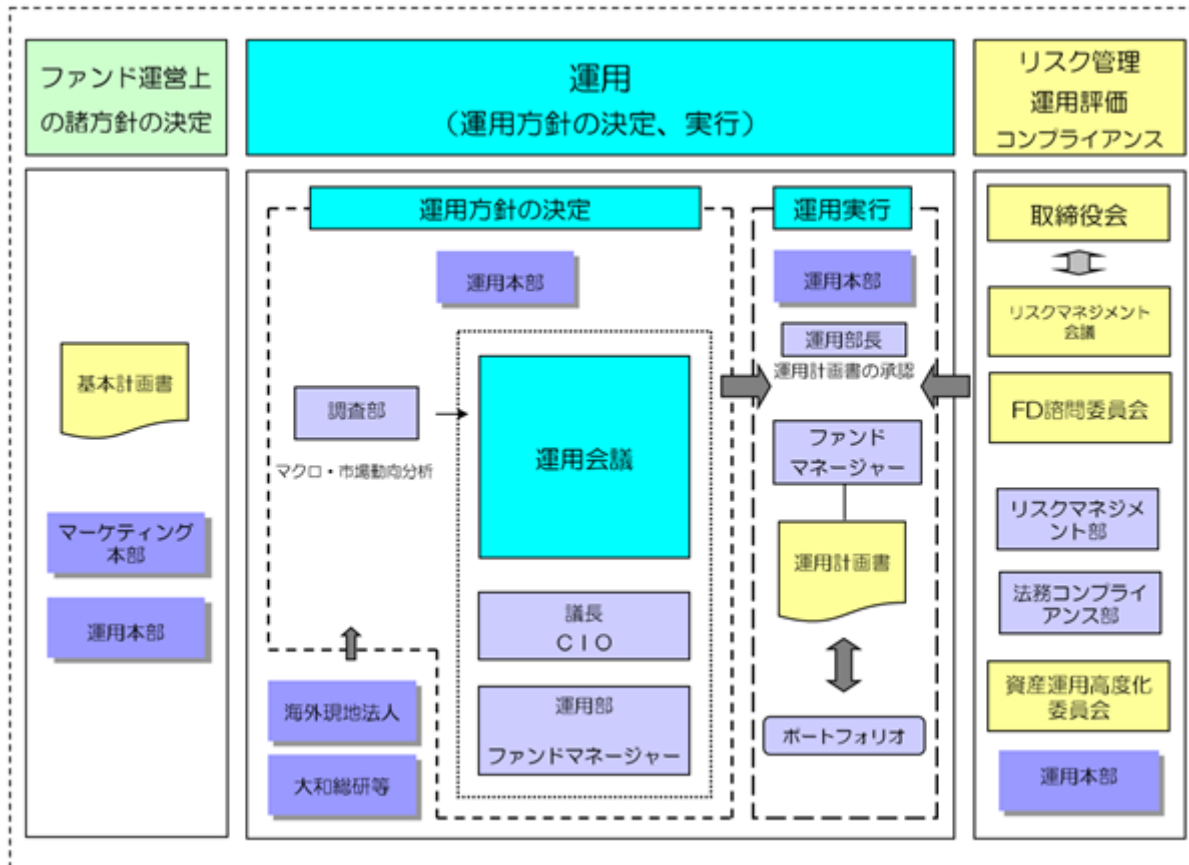 ファンド運営上
の諸方針の決定
運用
(運用方針の決定、実行)
リスク管理
運用評価
コンプライアンス
基本計画書
マーケティング
本部
運用本部
運用方針の決定
運用本部
調査部
マクロ・市場動向分析
運用会議
議長
CIO
運用部
ファンドマネージャー
海外現地法人
大和総研等
運用実行
運用本部
運用部長
運用計画書の承認
ファンド
マネージャー
運用計画書
ポートフォリオ
取締役会
リスクマネジメント
会議
FD諮問委員会
リスクマネジメ
ント部
法務コンプライ
アンス部
資産運用高度化
委員会
運用本部